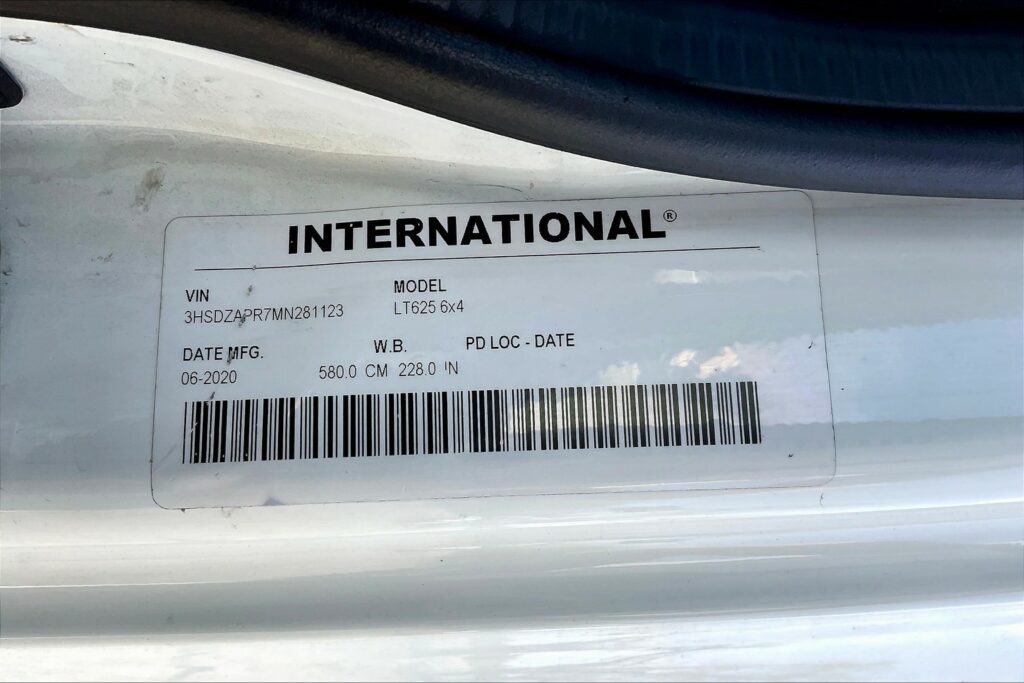 INTERNATIONAL®
VIN MODEL
3HSDZAPR7MN281123 LT625 6x4
DATE MFG. W.B. PD LOC - DATE
06-2020 580.0 CM 228.0 IN